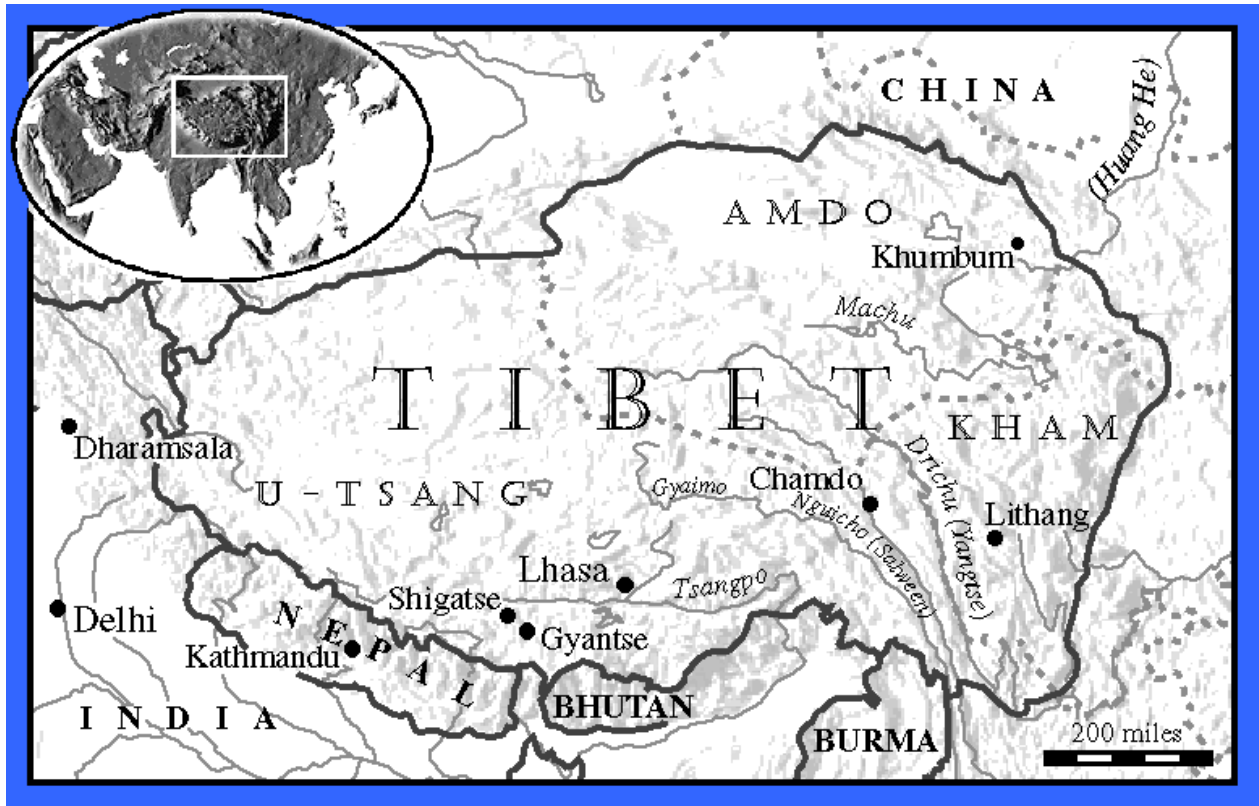 CHINA
(Huang He)
AMDO
Khumbum
Machu
TIBET
KHAM
Dharamsala
U-TSANG
Gyaimo
Chamdo
Nguicho (Salween)
Drichu (Yangtse)
Lithang
Lhasa
Tsangpo
Shigatse
Gyantse
Delhi
NEPAL
Kathmandu
INDIA
BHUTAN
BURMA
200 miles